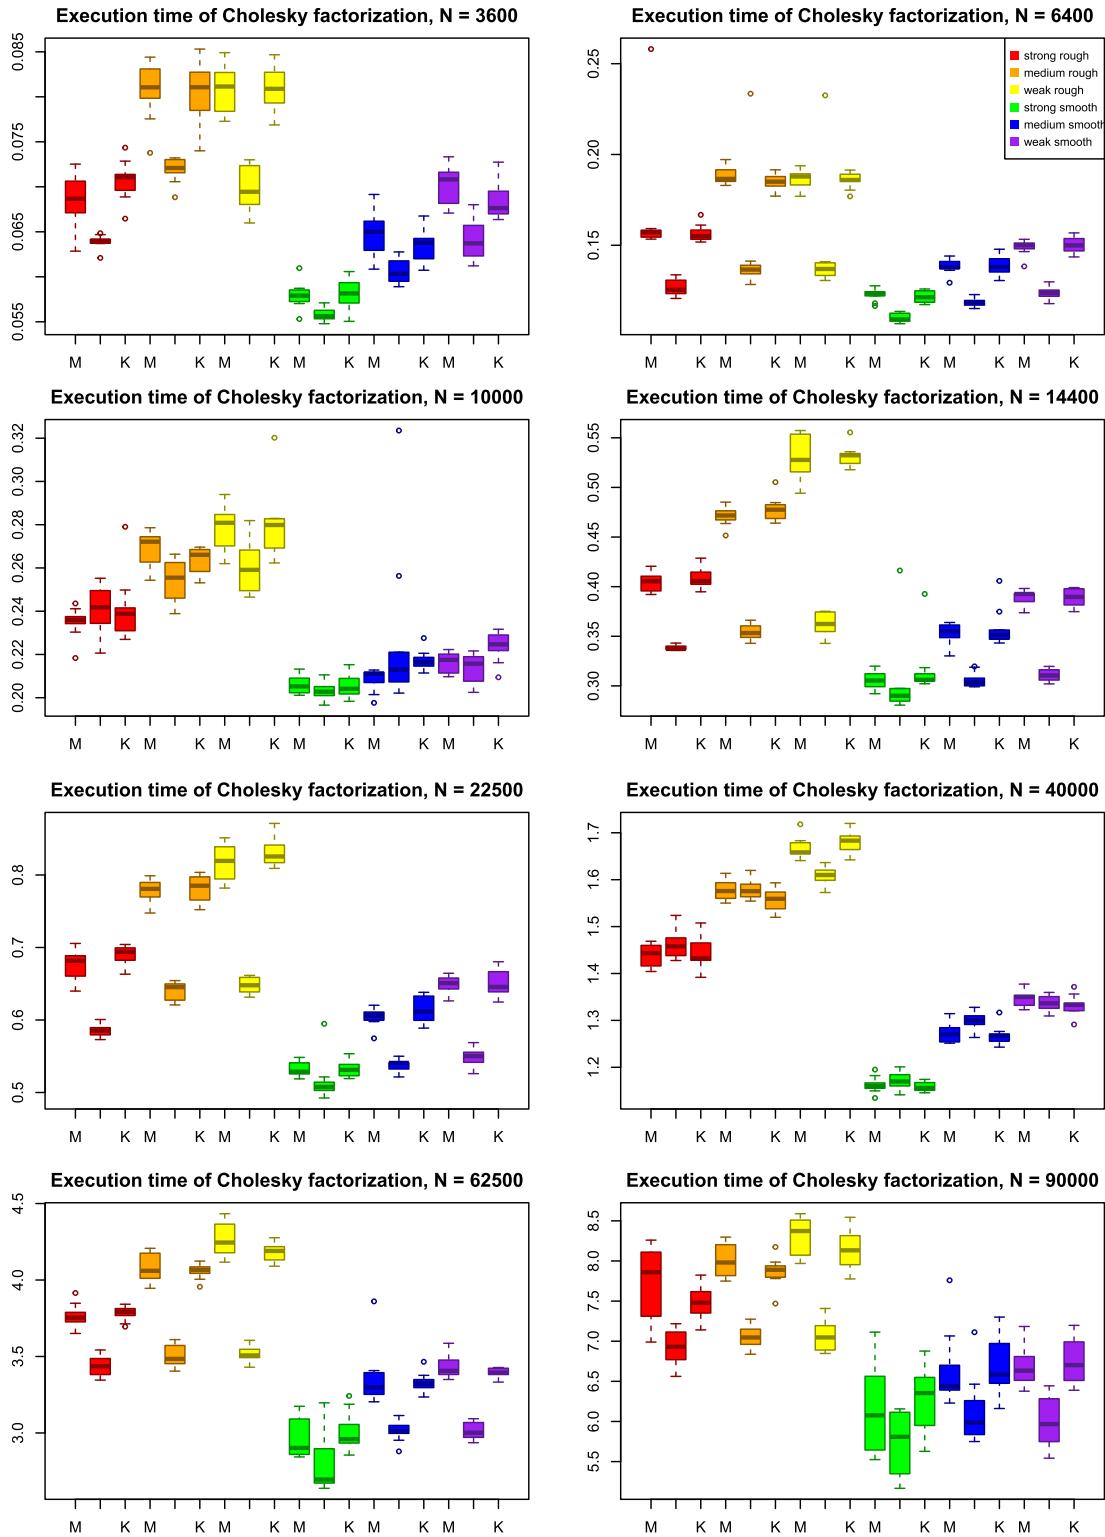 Execution time of Cholesky factorization, N = 3600
0.085
0.075
0.065
0.055
M K M K M K M K M K M K
Execution time of Cholesky factorization, N = 6400
0.25
0.20
0.15
strong rough
medium rough
weak rough
strong smooth
medium smooth
weak smooth
M K M K M K M K M K M K
Execution time of Cholesky factorization, N = 10000
0.32
0.30
0.28
0.26
0.24
0.22
0.20
M K M K M K M K M K M K
Execution time of Cholesky factorization, N = 14400
0.55
0.50
0.45
0.40
0.35
0.30
M K M K M K M K M K M K
Execution time of Cholesky factorization, N = 22500
0.8
0.7
0.6
0.5
M K M K M K M K M K M K
Execution time of Cholesky factorization, N = 40000
1.7
1.6
1.5
1.4
1.3
1.2
M K M K M K M K M K M K
Execution time of Cholesky factorization, N = 62500
4.5
4.0
3.5
3.0
M K M K M K M K M K M K
Execution time of Cholesky factorization, N = 90000
8.5
8.0
7.5
7.0
6.5
6.0
5.5
M K M K M K M K M K M K